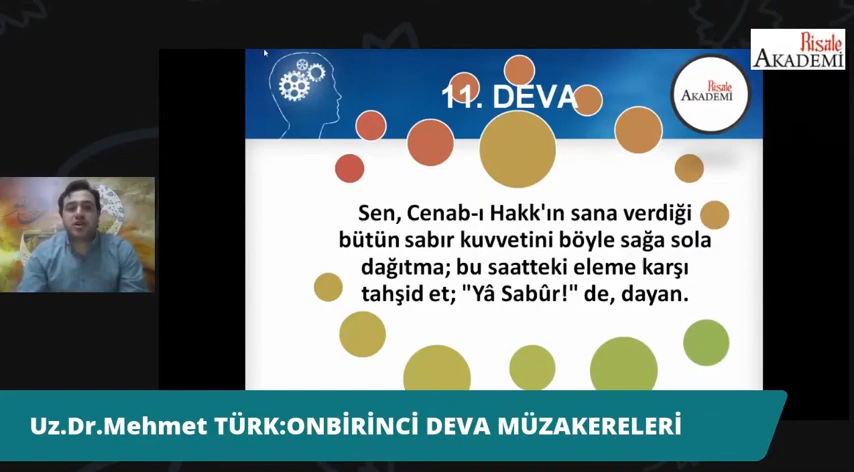 Risale
AKADEMİ
11. DEVA
Risale
AKADEMİ
Sen, Cenab-ı Hakk'ın sana verdiği
bütün sabır kuvvetini böyle sağa sola
dağıtma; bu saatteki eleme karşı
tahşid et; "Yâ Sabûr!" de, dayan.
Uz.Dr.Mehmet TÜRK:ONBİRİNCİ DEVA MÜZAKERELERİ